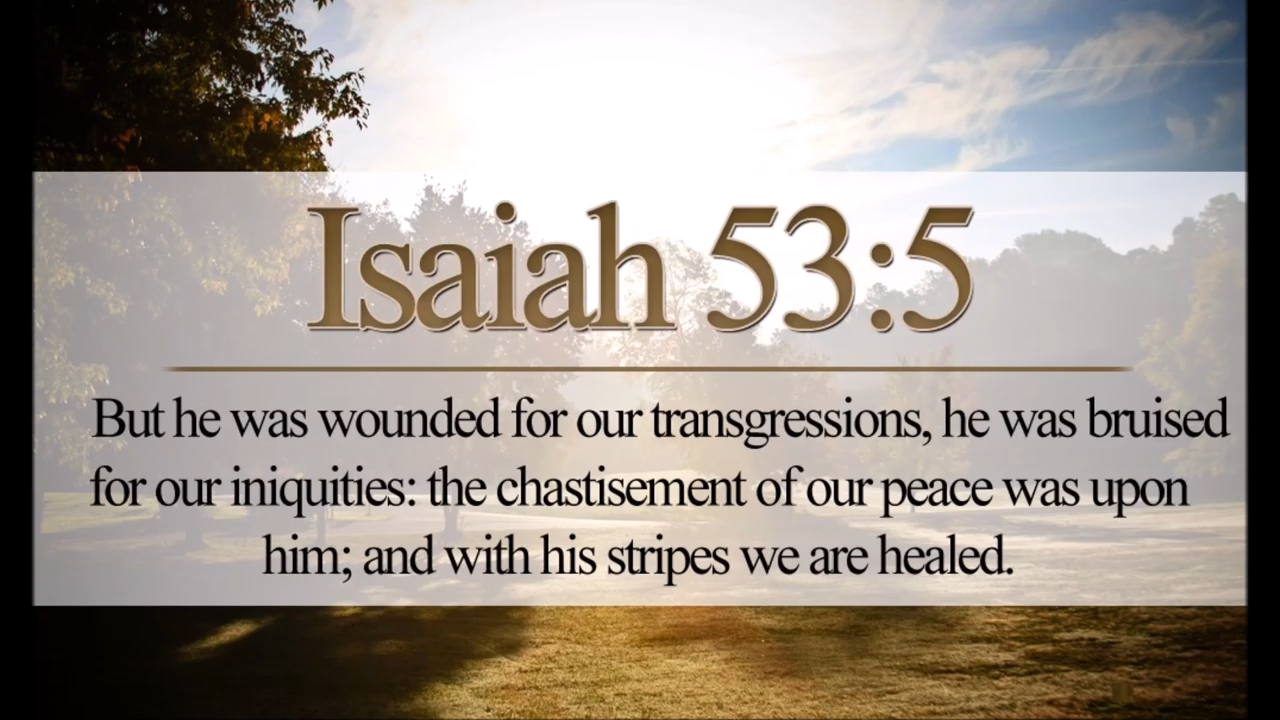 Isaiah 53:5
But he was wounded for our transgressions, he was bruised
for our iniquities: the chastisement of our peace was upon
him; and with his stripes we are healed.